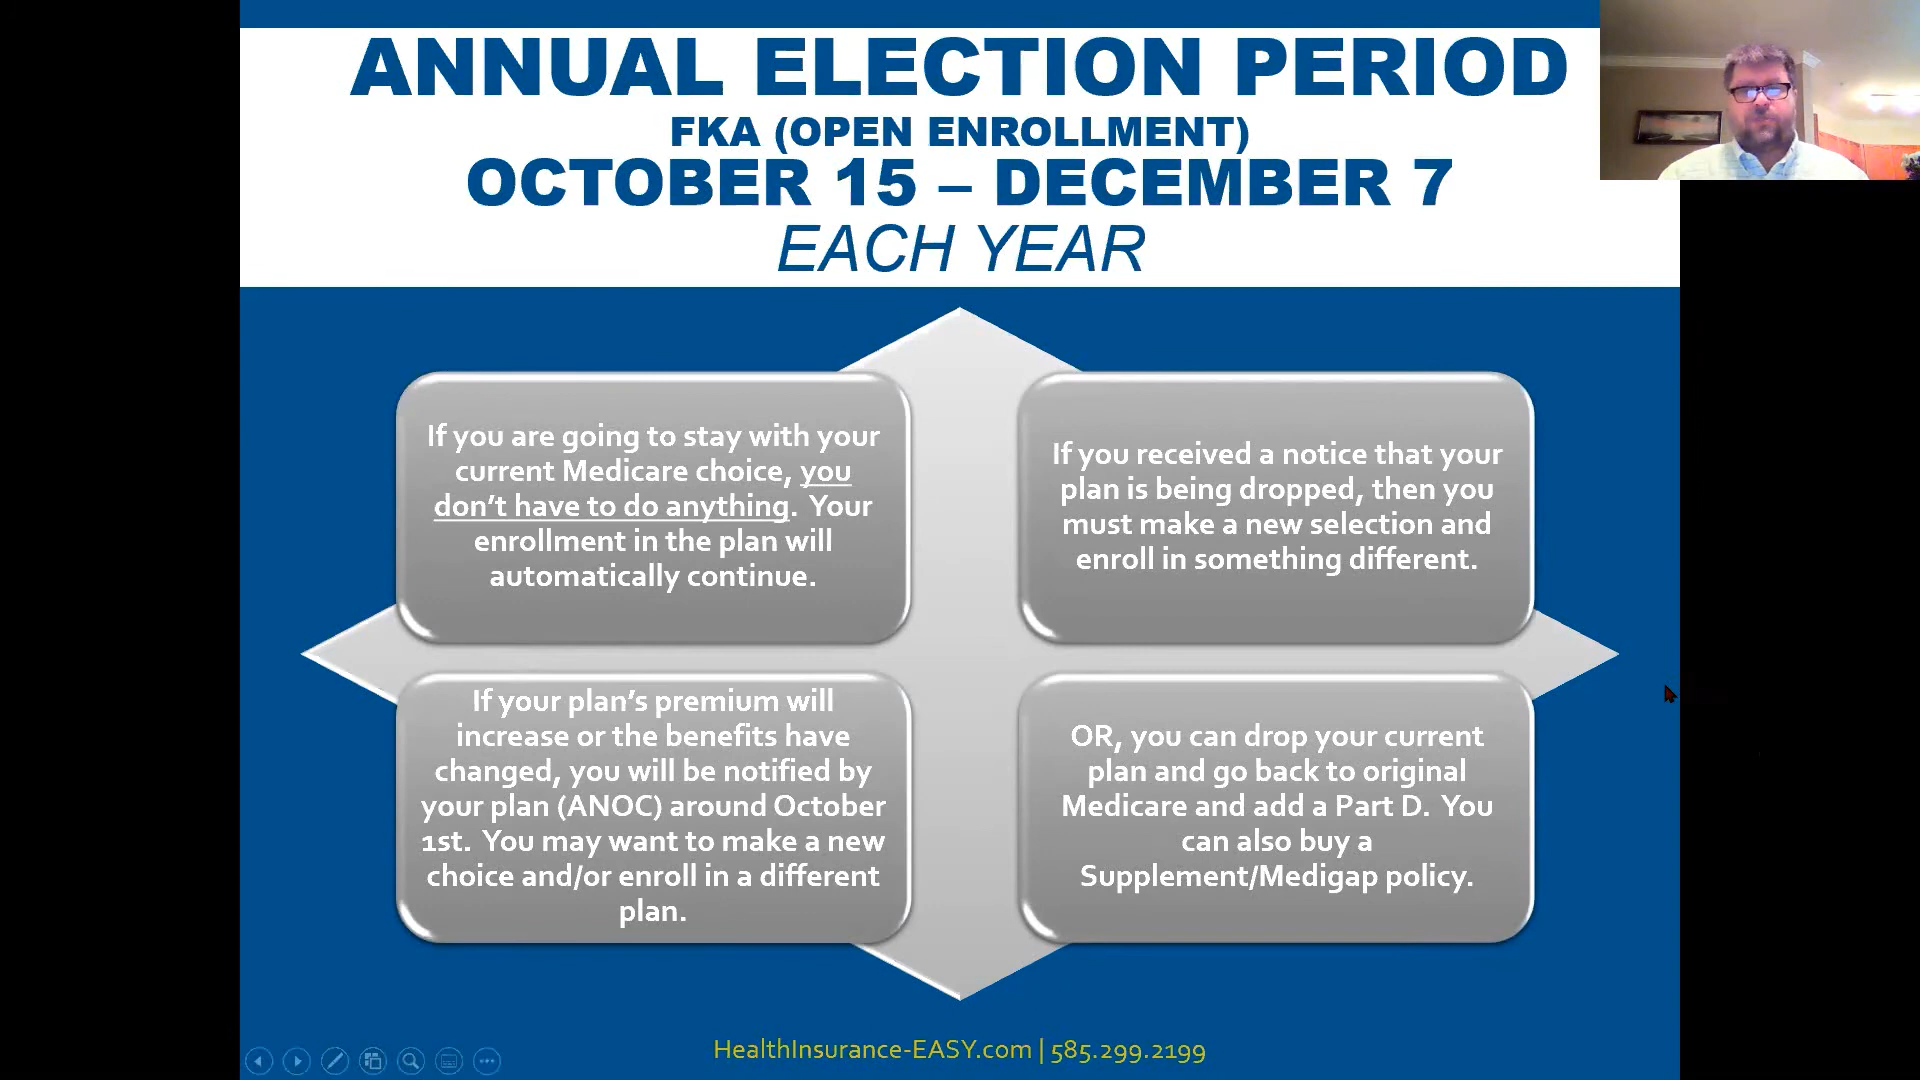 ANNUAL ELECTION PERIOD
FKA (OPEN ENROLLMENT)
OCTOBER 15 – DECEMBER 7
EACH YEAR
If you are going to stay with your
current Medicare choice, you
don’t have to do anything.  Your
enrollment in the plan will
automatically continue.
If you received a notice that your
plan is being dropped, then you
must make a new selection and
enroll in something different.
If your plan’s premium will
increase or the benefits have
changed, you will be notified by
your plan (ANOC) around October
1st.  You may want to make a new
choice and/or enroll in a different
plan.
OR, you can drop your current
plan and go back to original
Medicare and add a Part D.  You
can also buy a
Supplement/Medigap policy.
HealthInsurance-EASY.com | 585.299.2199